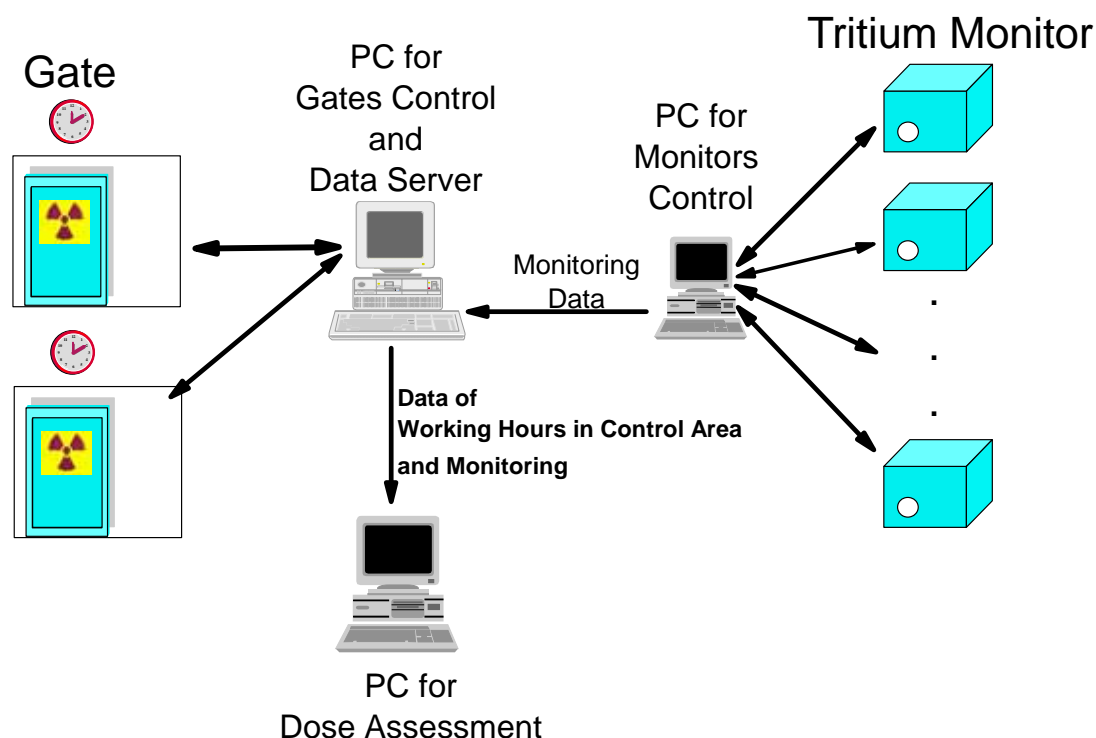 Gate
PC for
Gates Control
and
Data Server
PC for
Monitors
Control
Tritium Monitor
Monitoring
Data
Data of
Working Hours in Control Area
and Monitoring
PC for
Dose Assessment